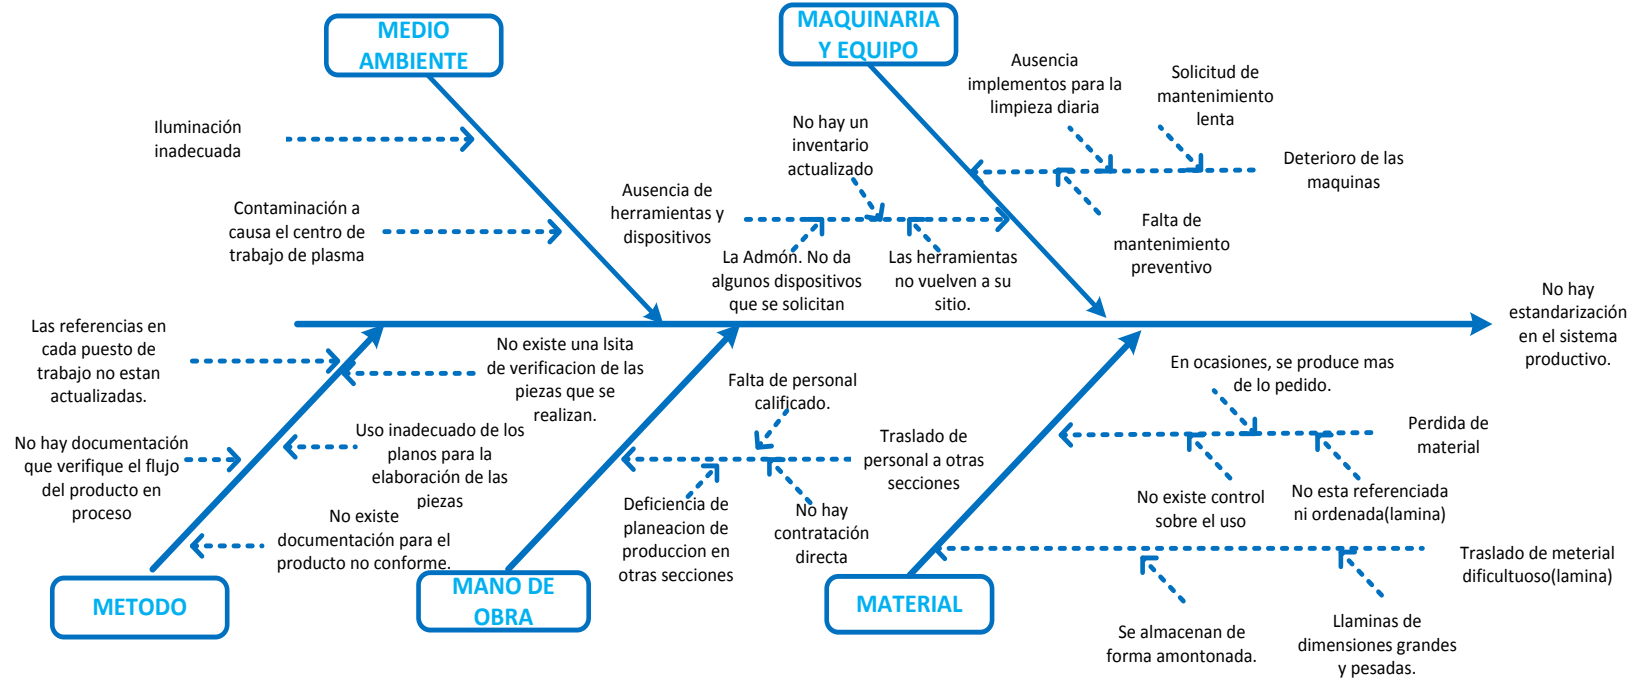 MEDIO
AMBIENTE
MAQUINARIA
Y EQUIPO
Iluminación
inadecuada
Contaminación a
causa el centro de
trabajo de plasma
Ausencia de
herramientas y
dispositivos
No hay un
inventario
actualizado
La Admón. No da
algunos dispositivos
que se solicitan
Las herramientas
no vuelven a su
sitio.
Ausencia
implementos para la
limpieza diaria
Solicitud de
mantenimiento
lenta
Deterioro de las
maquinas
Falta de
mantenimiento
preventivo
No hay
estandarización
en el sistema
productivo.
Las referencias en
cada puesto de
trabajo no estan
actualizadas.
No existe una lsita
de verificacion de las
piezas que se
realizan.
No hay documentación
que verifique el flujo
del producto en
proceso
Uso inadecuado de los
planos para la
elaboración de las
piezas
No existe
documentación para el
producto no conforme.
Falta de personal
calificado.
Traslado de
personal a otras
secciones
Deficiencia de
planeacion de
produccion en
otras secciones
No hay
contratación
directa
En ocasiones, se produce mas
de lo pedido.
Perdida de
material
No existe control
sobre el uso
No esta referenciada
ni ordenada(lamina)
Traslado de meterial
dificultuoso(lamina)
Se almacenan de
forma amontonada.
Llaminas de
dimensiones grandes
y pesadas.
METODO
MANO DE
OBRA
MATERIAL